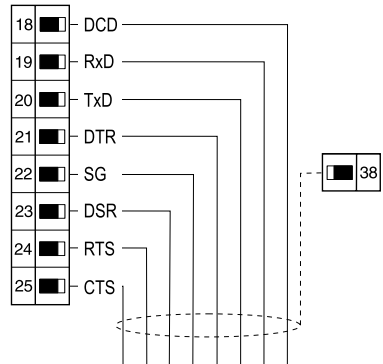 18 DCD
19 RxD
20 TxD
21 DTR
22 SG
38
23 DSR
24 RTS
25 CTS